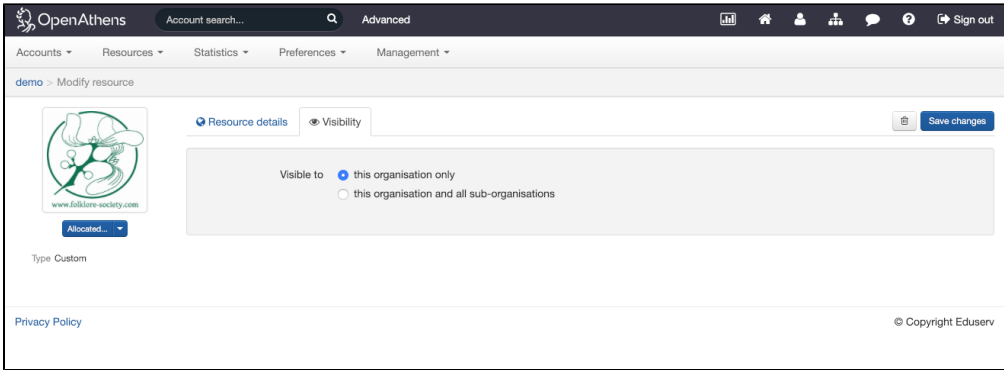 OpenAthens Account search... Advanced Sign out
Accounts Resources Statistics Preferences Management
demo > Modify resource
Resource details Visibility Save changes
Visible to this organisation only
this organisation and all sub-organisations
www.folklore-society.com
Allocated...
Type Custom
Privacy Policy © Copyright Eduserv